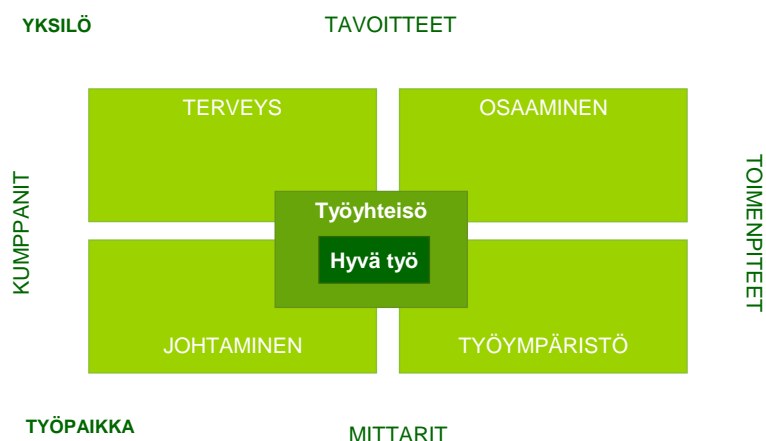 YKSILÖ
TAVOITTEET
TERVEYS
OSAAMINEN
KUMPPANIT
TOIMENPITEET
Työyhteisö
Hyvä työ
JOHTAMINEN
TYÖYMPÄRISTÖ
TYÖPAIKKA
MITTARIT